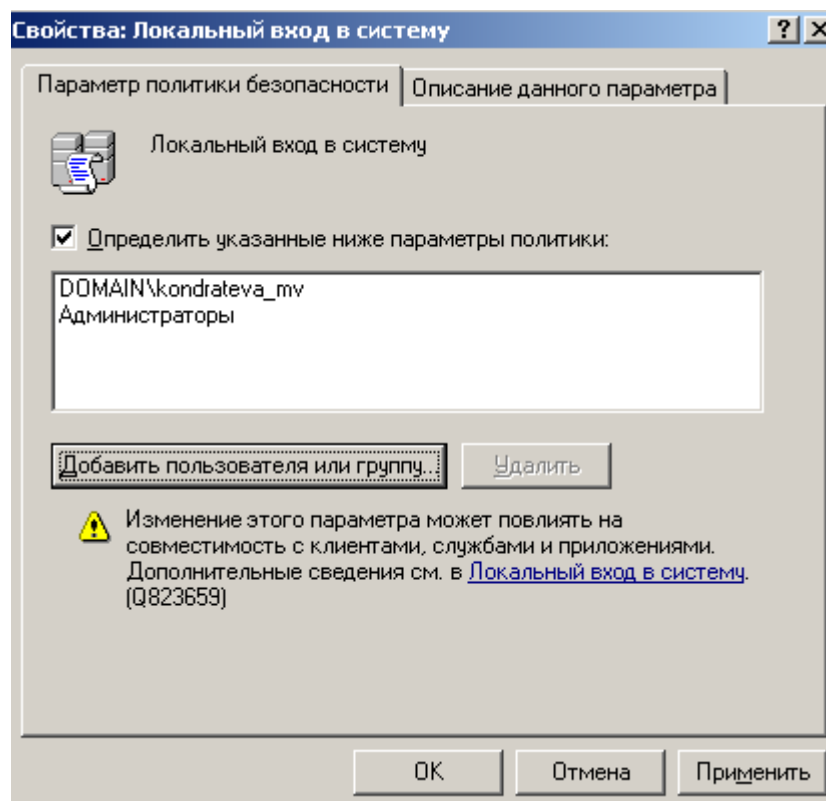 Свойства: Локальный вход в систему
Параметр политики безопасности
Описание данного параметра
Локальный вход в систему
Определить указанные ниже параметры политики:
DOMAIN\kondrateva_mv
Администраторы
Добавить пользователя или группу...
Удалить
Изменение этого параметра может повлиять на
совместимость с клиентами, службами и приложениями.
Дополнительные сведения см. в Локальный вход в систему.
(Q823659)
OK
Отмена
Применить